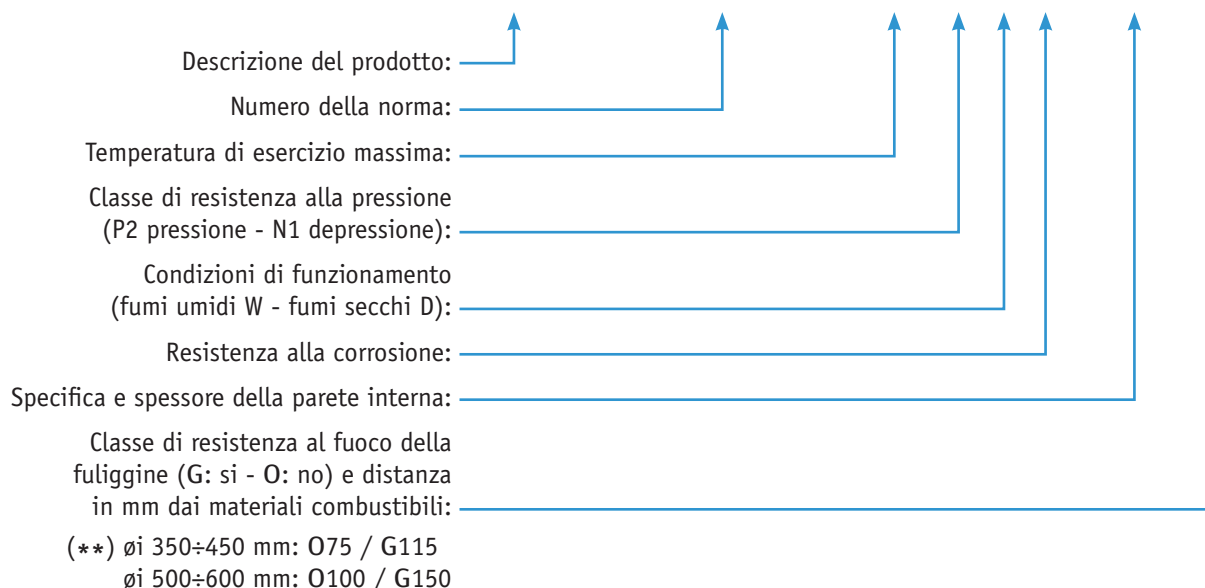 Descrizione del prodotto:
Numero della norma:
Temperatura di esercizio massima:
Classe di resistenza alla pressione
(P2 pressione - N1 depressione):
Condizioni di funzionamento
(fumi umidi W - fumi secchi D):
Resistenza alla corrosione:
Specifica e spessore della parete interna:
Classe di resistenza al fuoco della
fuliggine (G: si - O: no) e distanza
in mm dai materiali combustibili:
(**) øi 350÷450 mm: O75 / G115
øi 500÷600 mm: O100 / G150